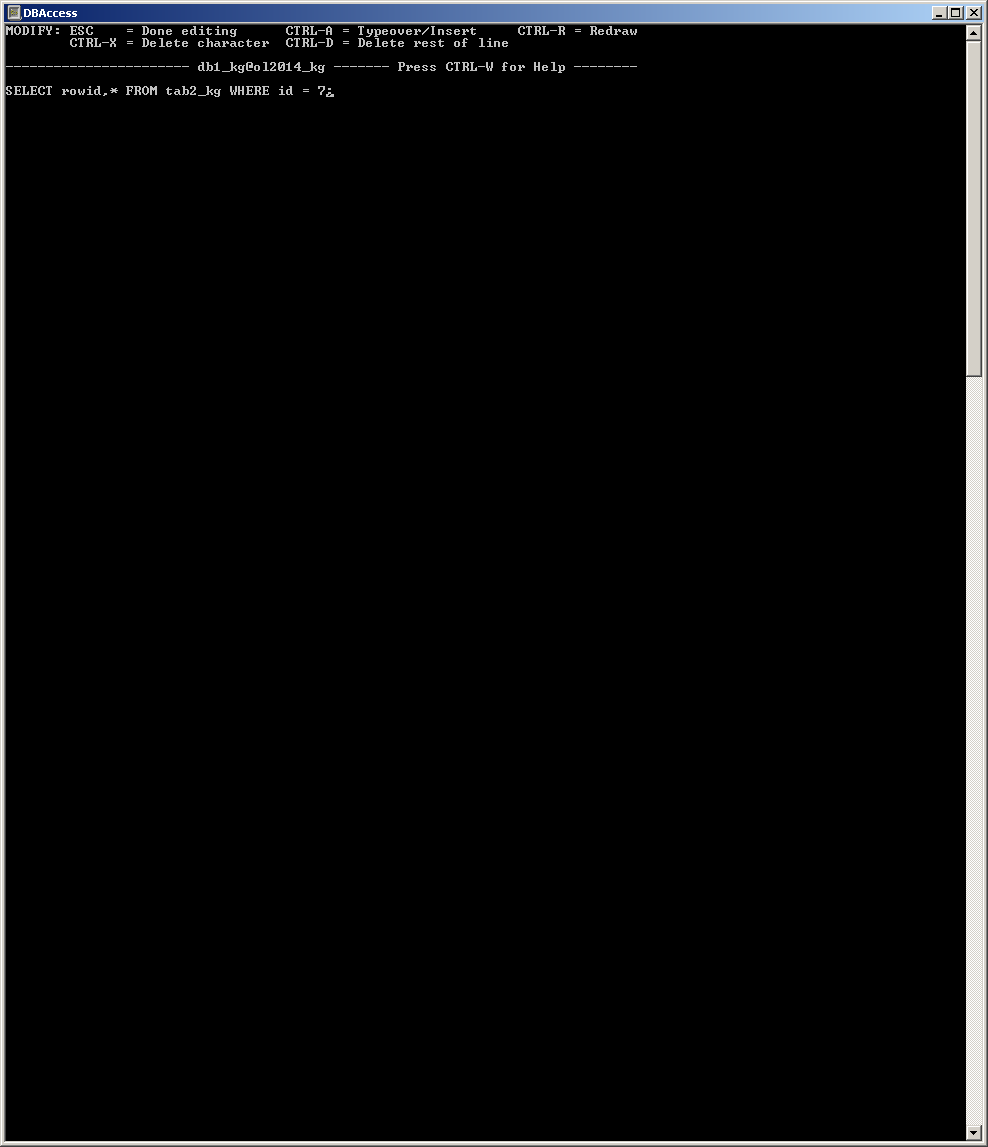 DBAccess
MODIFY: ESC    = Done editing      CTRL-A = Typeover/Insert     CTRL-R = Redraw
        CTRL-X = Delete character  CTRL-D = Delete rest of line
----------------------- db1_kg@ol2014_kg ------- Press CTRL-W for Help --------
SELECT rowid,* FROM tab2_kg WHERE id = 7;